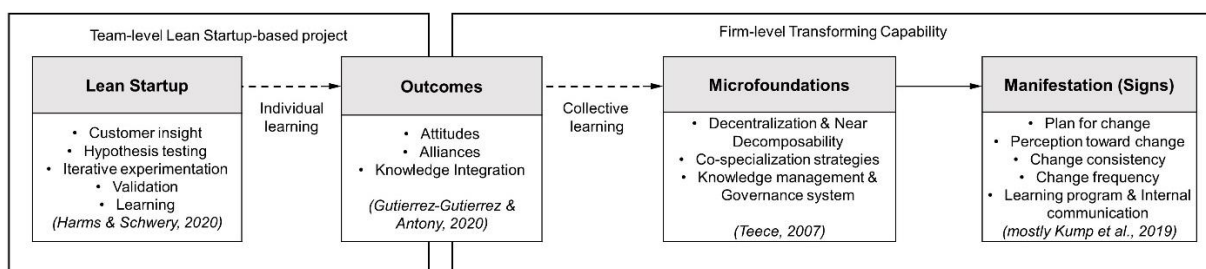 Team-level Lean Startup-based project
Firm-level Transforming Capability
Lean Startup
• Customer insight
• Hypothesis testing
• Iterative experimentation
• Validation
• Learning
(Harms & Schwery, 2020)
Individual
learning
Outcomes
• Attitudes
• Alliances
• Knowledge Integration
(Gutierrez-Gutierrez &
Antony, 2020)
Collective
learning
Microfoundations
• Decentralization & Near
Decomposability
• Co-specialization strategies
• Knowledge management &
Governance system
(Teece, 2007)
Manifestation (Signs)
• Plan for change
• Perception toward change
• Change consistency
• Change frequency
• Learning program & Internal
communication
(mostly Kump et al., 2019)